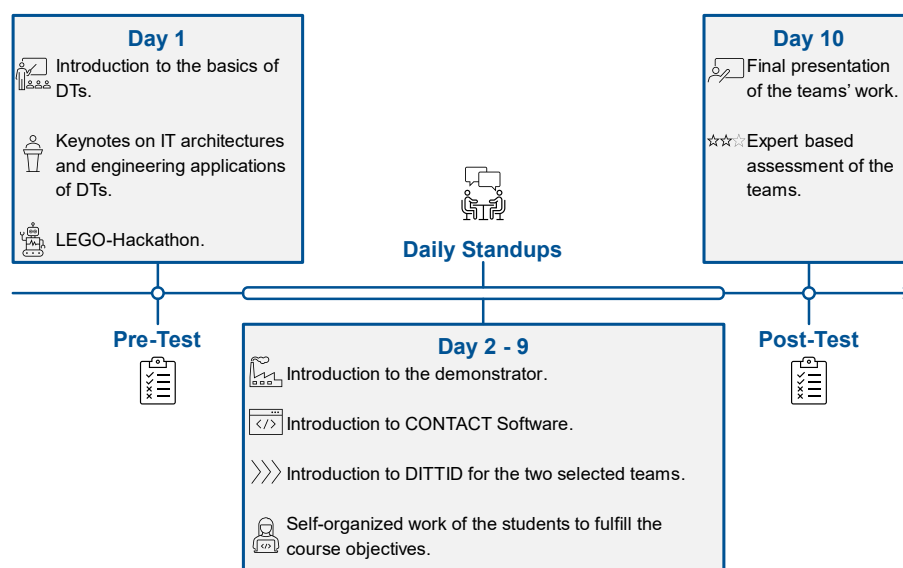 Day 1
Introduction to the basics of
DTs.
Keynotes on IT architectures
and engineering applications
of DTs.
LEGO-Hackathon.
Day 10
Final presentation
of the teams' work.
Expert based
assessment of the
teams.
Daily Standups
Pre-Test
Post-Test
Day 2 - 9
Introduction to the demonstrator.
</>
Introduction to CONTACT Software.
Introduction to DITTID for the two selected teams.
Self-organized work of the students to fulfill the
</>
course objectives.